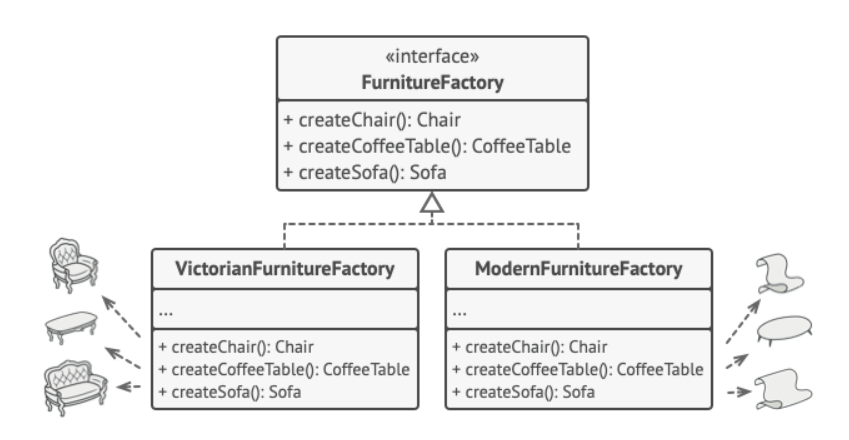 «interface»
FurnitureFactory
+ createChair(): Chair
+ createCoffeeTable(): CoffeeTable
+ createSofa(): Sofa
VictorianFurnitureFactory
...
+ createChair(): Chair
+ createCoffeeTable(): CoffeeTable
+ createSofa(): Sofa
ModernFurnitureFactory
...
+ createChair(): Chair
+ createCoffeeTable(): CoffeeTable
+ createSofa(): Sofa